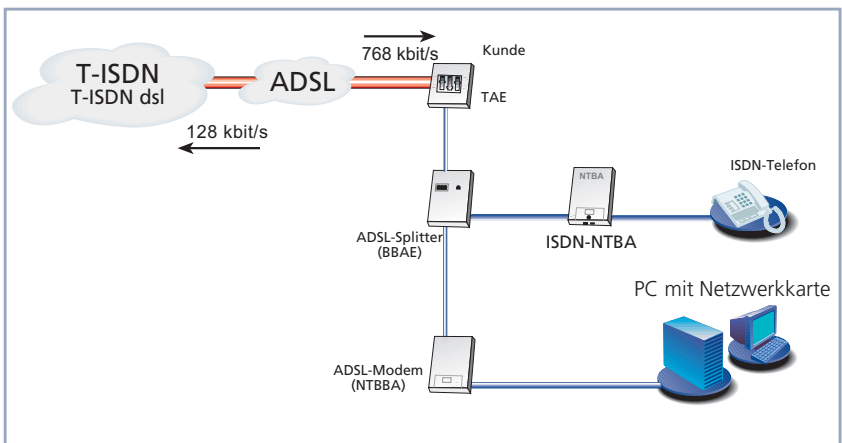 768 kbit/s
Kunde
T-ISDN
T-ISDN dsl
ADSL
TAE
128 kbit/s
NTBA
ISDN-Telefon
ADSL-Splitter
(BBAE)
ISDN-NTBA
PC mit Netzwerkkarte
ADSL-Modem
(NTBBA)